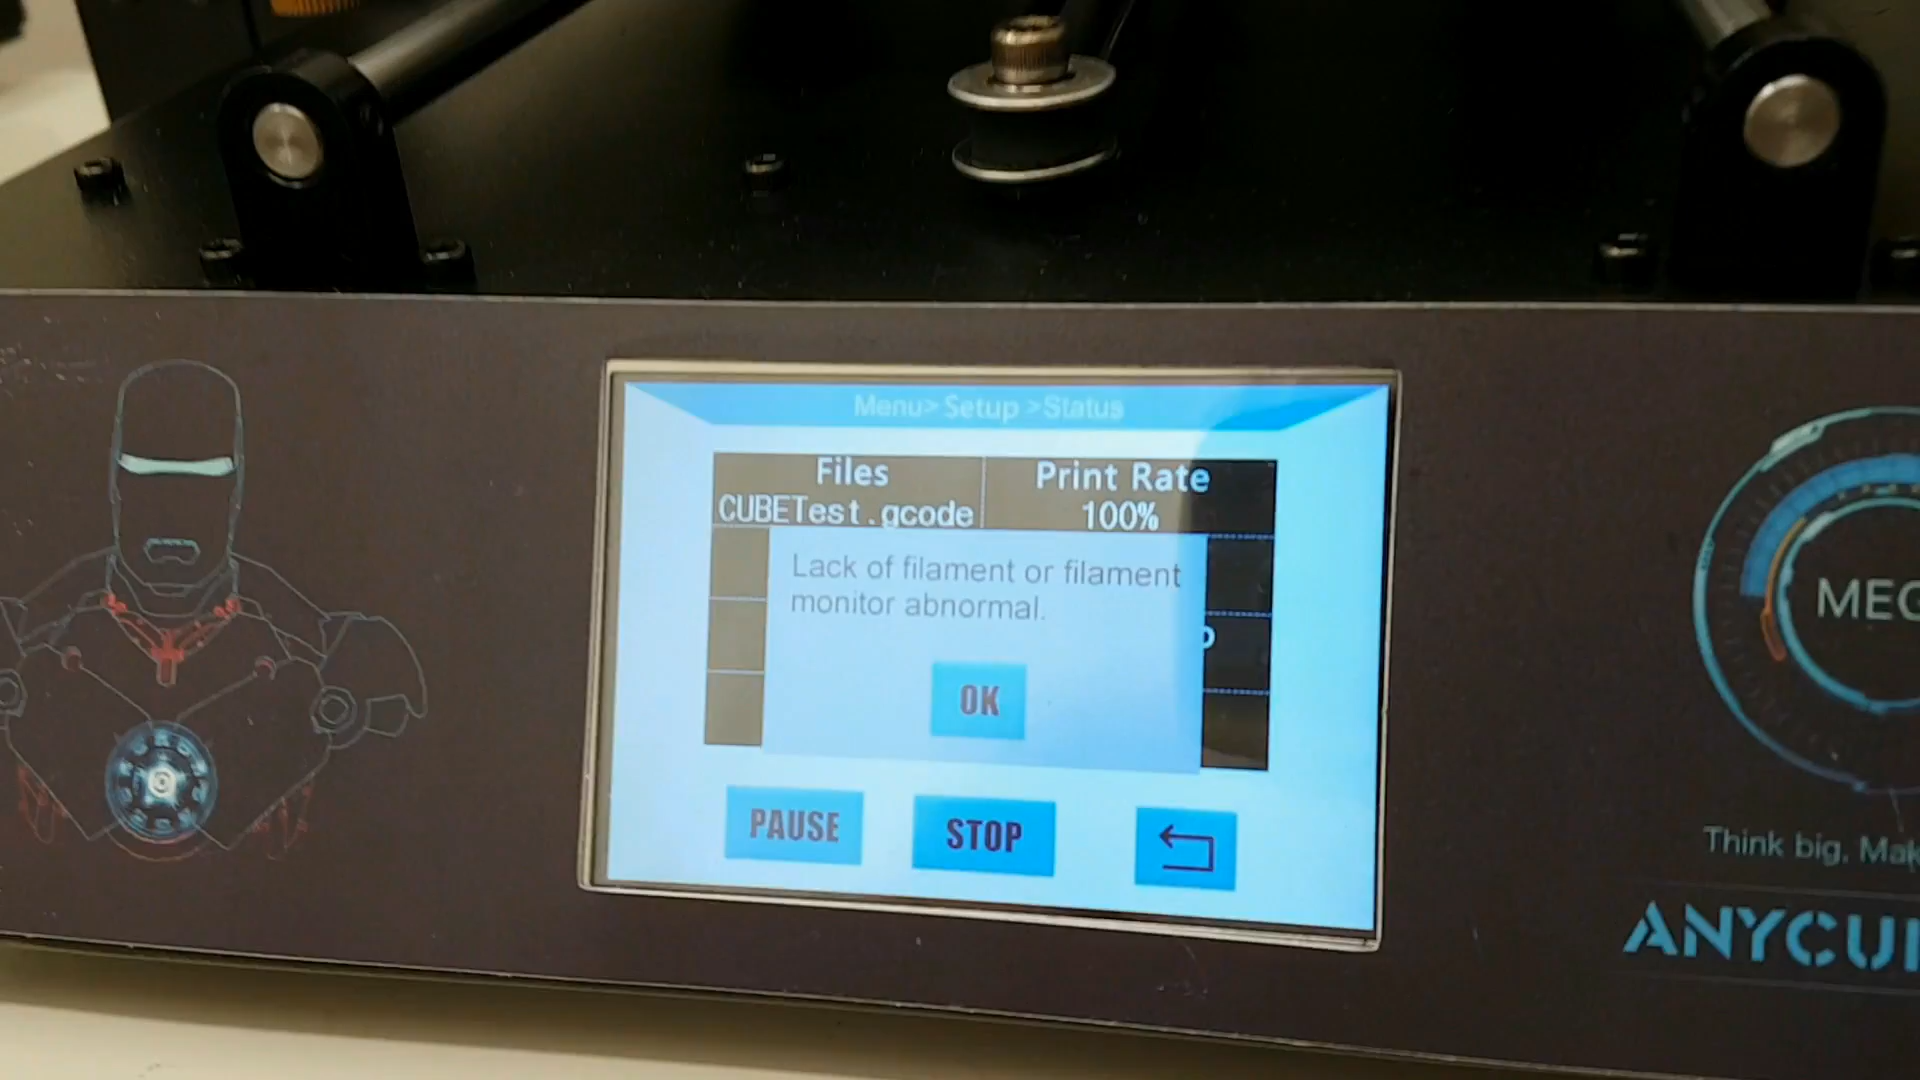 Menu> Setup >Status
Files
Print Rate
CUBETest.gcode
100%
Lack of filament or filament
monitor abnormal.
OK
PAUSE
STOP
MEG
Think big. Mak
ANYCU